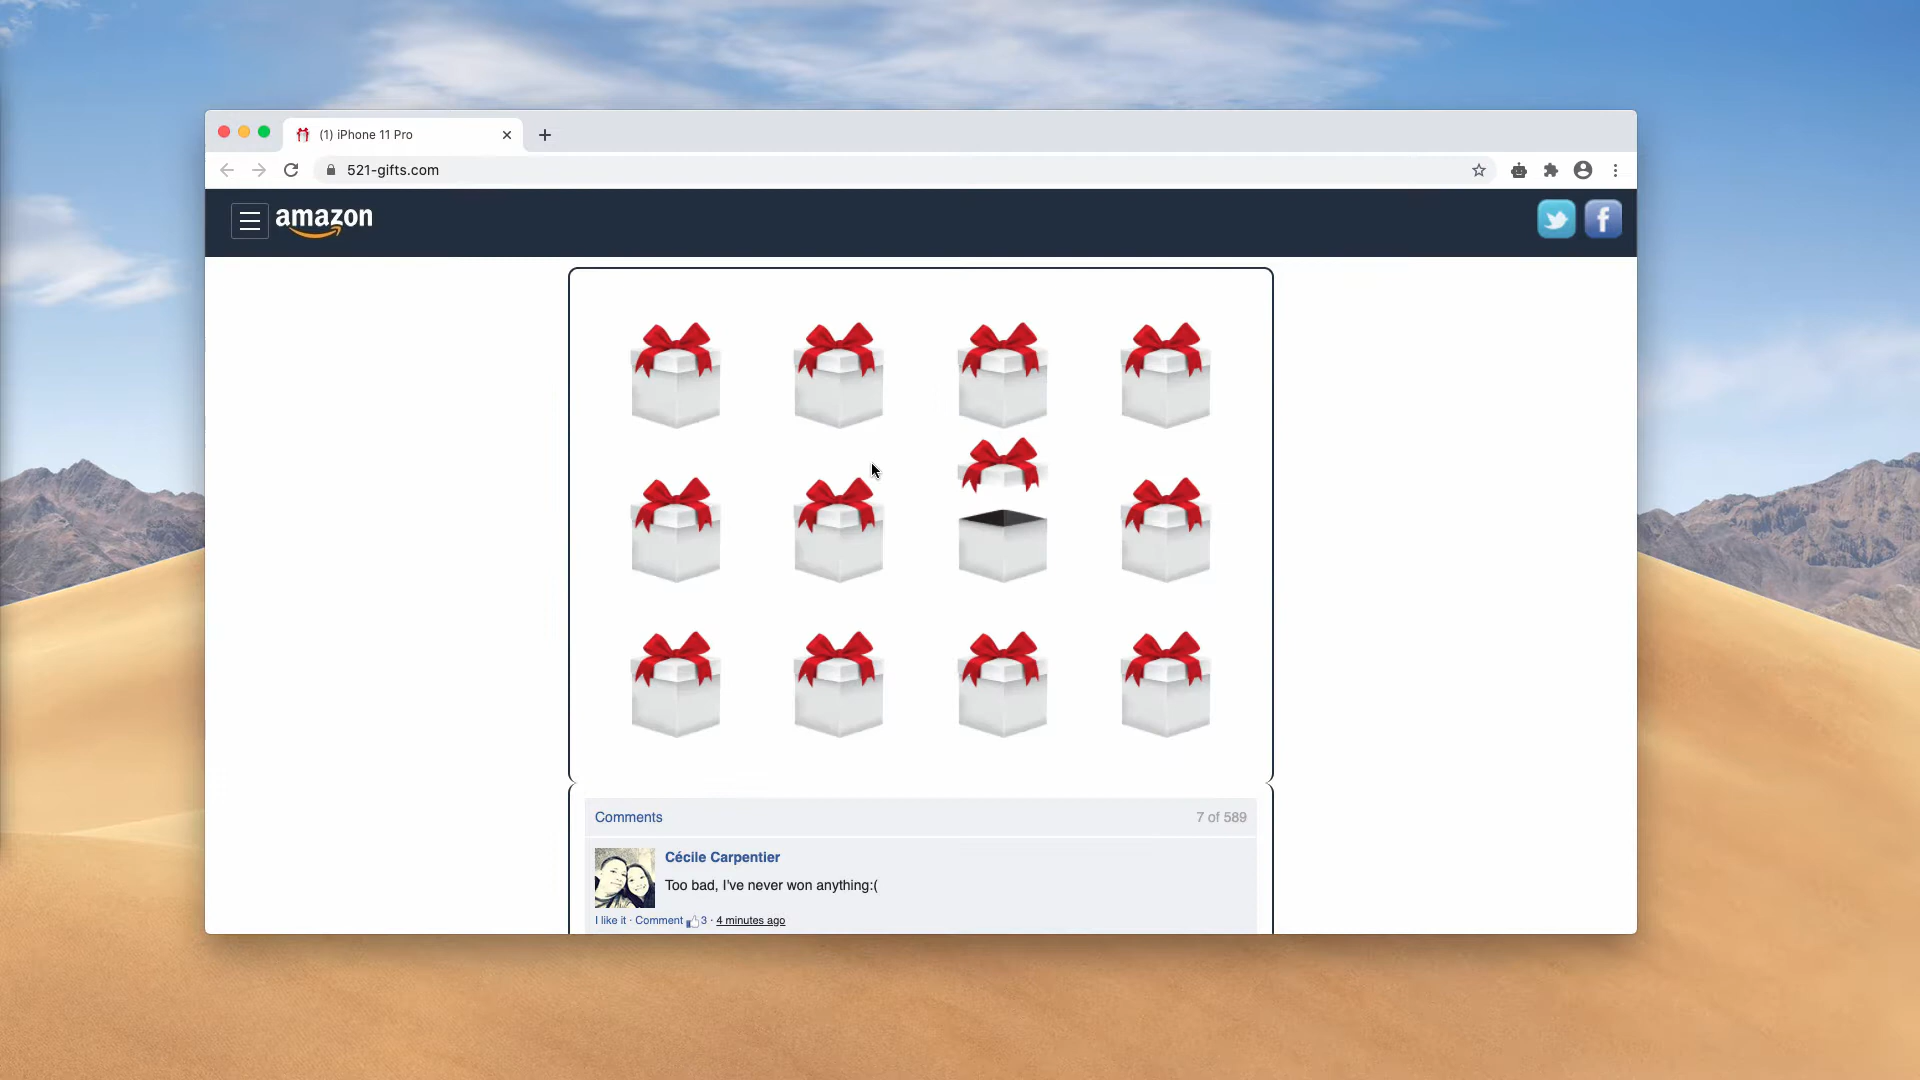 (1) iPhone 11 Pro
521-gifts.com
amazon
Comments 7 of 589
Cécile Carpentier
Too bad, I've never won anything:(
I like it · Comment 3 · 4 minutes ago